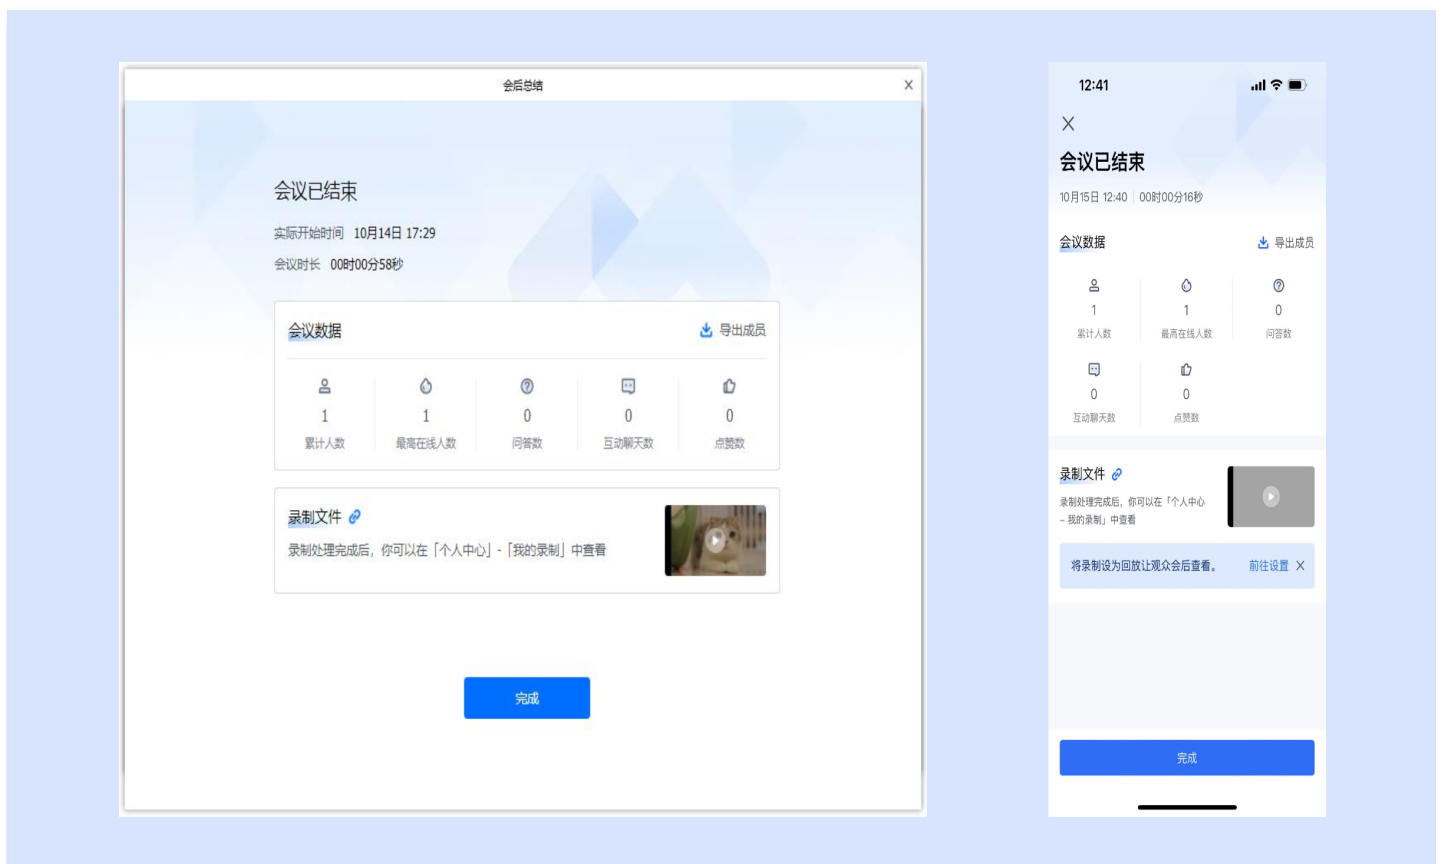 会后总结
X
会议已结束
实际开始时间 10月14日 17:29
会议时长 00时00分58秒
会议数据
导出成员
1
1
0
0
0
累计人数
最高在线人数
问答数
互动聊天数
点赞数
录制文件
录制处理完成后，你可以在「个人中心」-「我的录制」中查看
完成
12:41
X
会议已结束
10月15日 12:40 | 00时00分16秒
会议数据
导出成员
1
1
0
累计人数
最高在线人数
问答数
0
0
互动聊天数
点赞数
录制文件
录制处理完成后，你可以在「个人中心
- 我的录制」中查看
将录制设为回放让观众会后查看。
前往设置 X
完成